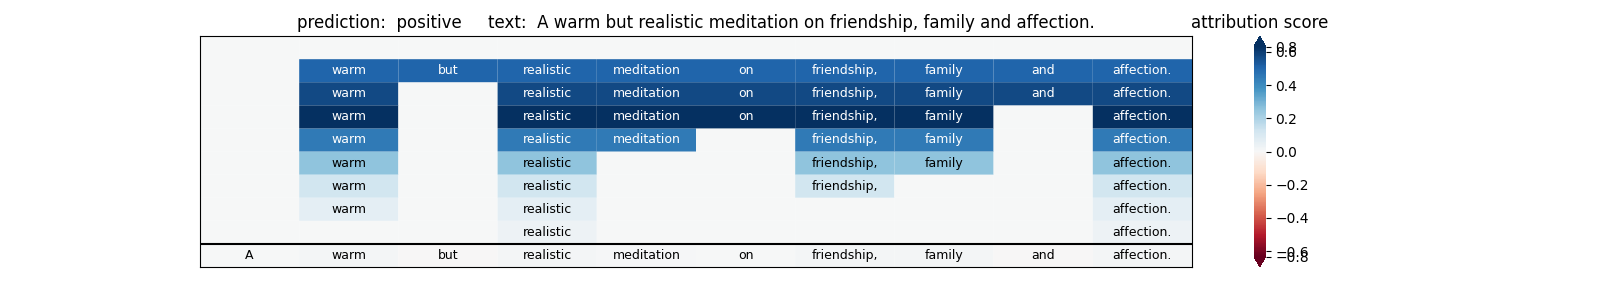 prediction:  positive     text:  A warm but realistic meditation on friendship, family and affection.
attribution score
warm but realistic meditation on friendship, family and affection.
warm realistic meditation on friendship, family and affection.
warm realistic meditation on friendship, family affection.
warm realistic meditation friendship, family affection.
warm realistic friendship, family affection.
warm realistic friendship, affection.
warm realistic affection.
realistic affection.
A warm but realistic meditation on friendship, family and affection.
0.8
0.6
0.4
0.2
0.0
−0.2
−0.4
−0.6
−0.8